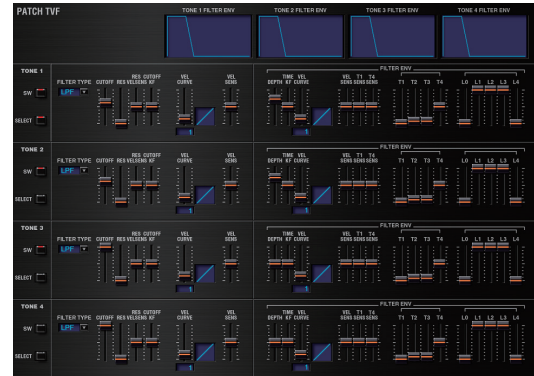 PATCH TVF
TONE 1 FILTER ENV TONE 2 FILTER ENV TONE 3 FILTER ENV TONE 4 FILTER ENV
TONE 1
FILTER ENV
RES CUTOFF VEL VEL TIME VEL VEL T1 T4
FILTER TYPE CUTOFF RES VELSENS KF CURVE SENS DEPTH KF CURVE SENS SENS SENS T1 T2 T3 T4 L0 L1 L2 L3 L4
SW LPF
SELECT
1 1
TONE 2
FILTER ENV
RES CUTOFF VEL VEL TIME VEL VEL T1 T4
FILTER TYPE CUTOFF RES VELSENS KF CURVE SENS DEPTH KF CURVE SENS SENS SENS T1 T2 T3 T4 L0 L1 L2 L3 L4
SW LPF
SELECT
1 1
TONE 3
FILTER ENV
RES CUTOFF VEL VEL TIME VEL VEL T1 T4
FILTER TYPE CUTOFF RES VELSENS KF CURVE SENS DEPTH KF CURVE SENS SENS SENS T1 T2 T3 T4 L0 L1 L2 L3 L4
SW LPF
SELECT
1 1
TONE 4
FILTER ENV
RES CUTOFF VEL VEL TIME VEL VEL T1 T4
FILTER TYPE CUTOFF RES VELSENS KF CURVE SENS DEPTH KF CURVE SENS SENS SENS T1 T2 T3 T4 L0 L1 L2 L3 L4
SW LPF
SELECT
1 1